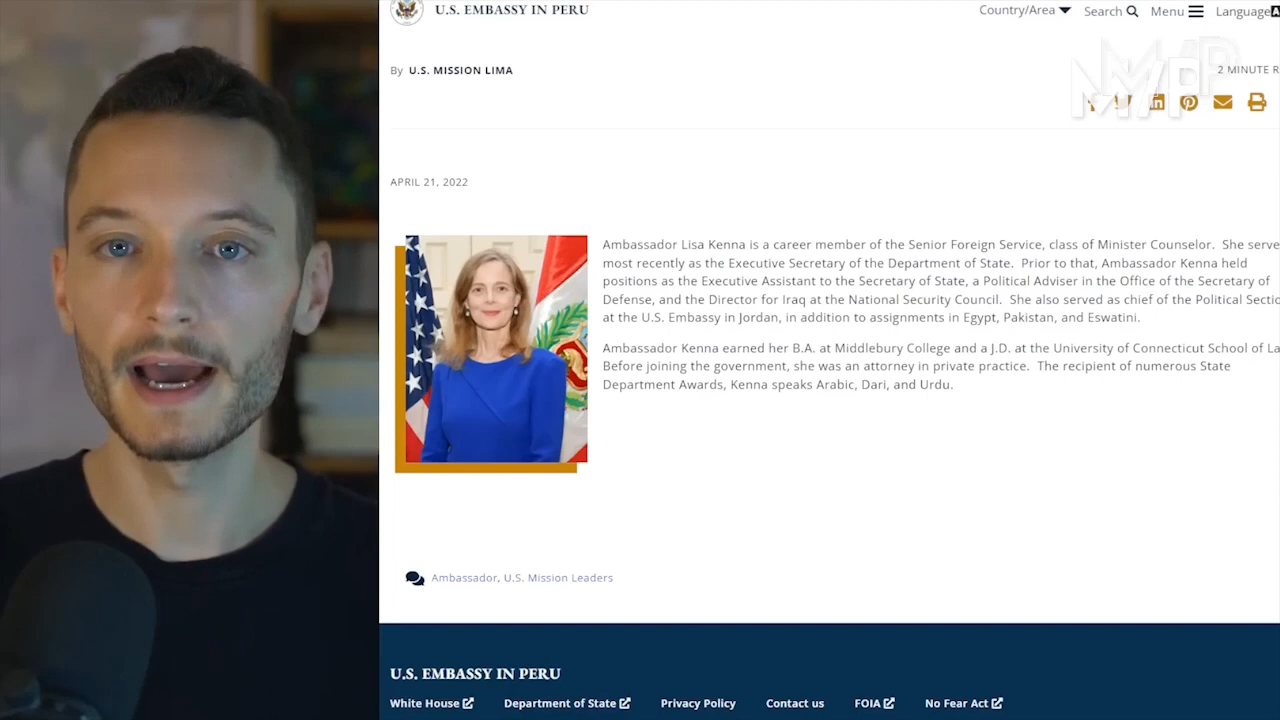 U.S. EMBASSY IN PERU
Country/Area Search Menu Language
By U.S. MISSION LIMA
2 MINUTE R
APRIL 21, 2022
Ambassador Lisa Kenna is a career member of the Senior Foreign Service, class of Minister Counselor. She serve
most recently as the Executive Secretary of the Department of State. Prior to that, Ambassador Kenna held
positions as the Executive Assistant to the Secretary of State, a Political Adviser in the Office of the Secretary of
Defense, and the Director for Iraq at the National Security Council. She also served as chief of the Political Sectio
at the U.S. Embassy in Jordan, in addition to assignments in Egypt, Pakistan, and Eswatini.
Ambassador Kenna earned her B.A. at Middlebury College and a J.D. at the University of Connecticut School of La
Before joining the government, she was an attorney in private practice. The recipient of numerous State
Department Awards, Kenna speaks Arabic, Dari, and Urdu.
Ambassador, U.S. Mission Leaders
U.S. EMBASSY IN PERU
White House Department of State Privacy Policy Contact us FOIA No Fear Act